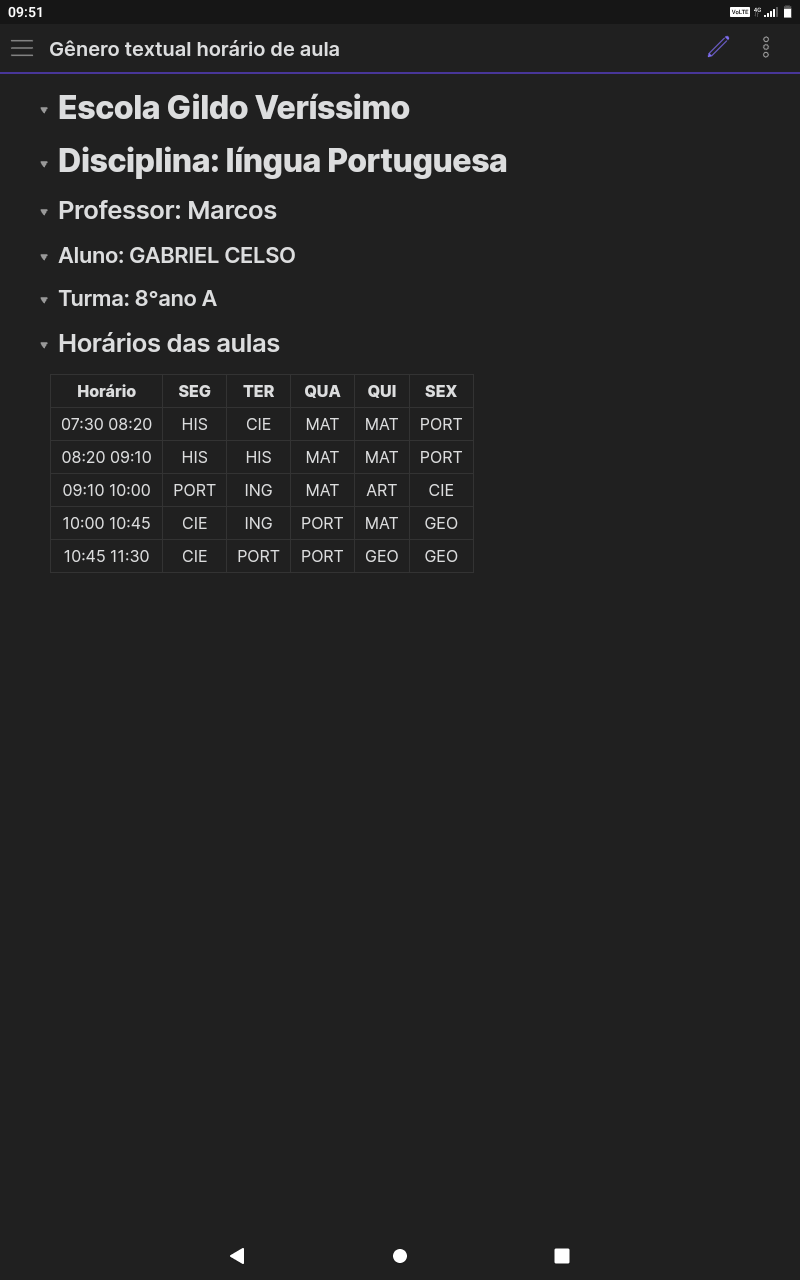 09:51 VoLTE 4G
Gênero textual horário de aula
Escola Gildo Veríssimo
Disciplina: língua Portuguesa
Professor: Marcos
Aluno: GABRIEL CELSO
Turma: 8°ano A
Horários das aulas
Horário SEG TER QUA QUI SEX
07:30 08:20 HIS CIE MAT MAT PORT
08:20 09:10 HIS HIS MAT MAT PORT
09:10 10:00 PORT ING MAT ART CIE
10:00 10:45 CIE ING PORT MAT GEO
10:45 11:30 CIE PORT PORT GEO GEO